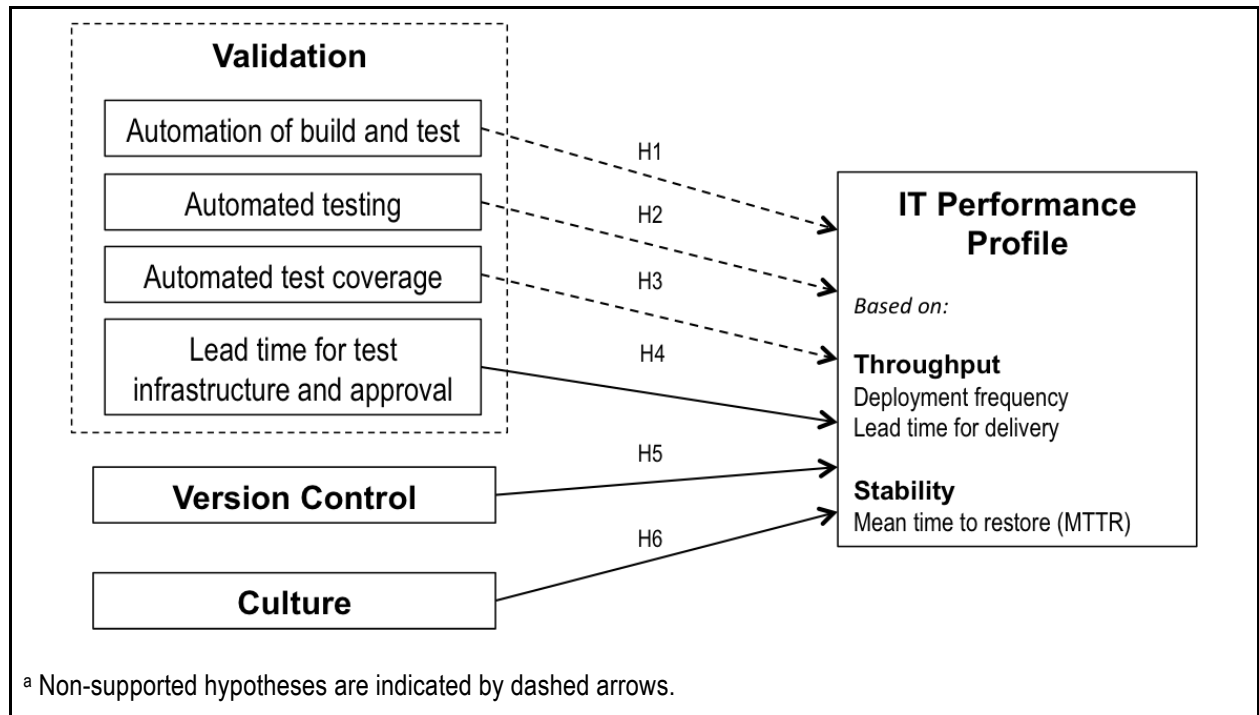 Validation
Automation of build and test
Automated testing
Automated test coverage
Lead time for test
infrastructure and approval
Version Control
Culture
H1
H2
H3
H4
H5
H6
IT Performance
Profile
Based on:
Throughput
Deployment frequency
Lead time for delivery
Stability
Mean time to restore (MTTR)
a Non-supported hypotheses are indicated by dashed arrows.